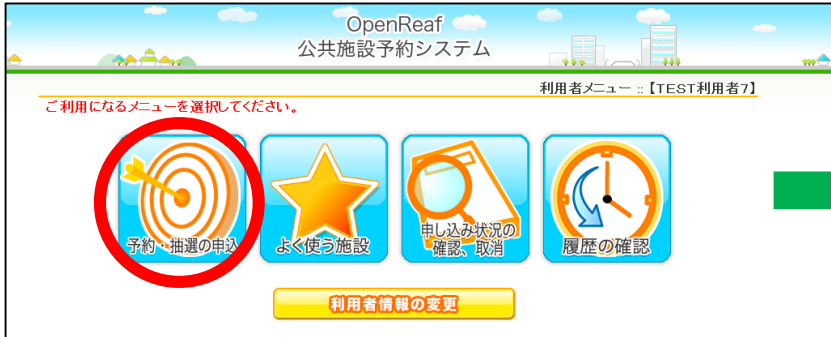 OpenReaf
公共施設予約システム
利用者メニュー :: 【TEST利用者7】
ご利用になるメニューを選択してください。
予約・抽選の申込
よく使う施設
申し込み状況の
確認、取消
履歴の確認
利用者情報の変更